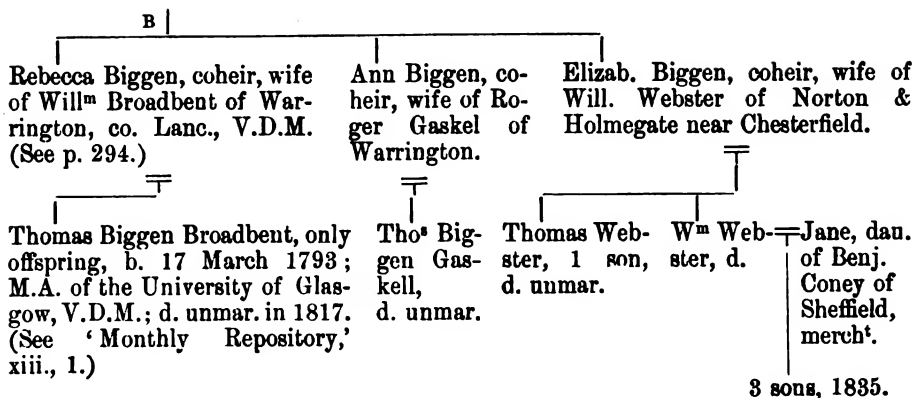 B
Rebecca Biggen, coheir, wife
of Willᵐ Broadbent of War-
rington, co. Lanc., V.D.M.
(See p. 294.)
Ann Biggen, co-
heir, wife of Ro-
ger Gaskel of
Warrington.
Elizab. Biggen, coheir, wife of
Will. Webster of Norton &
Holmegate near Chesterfield.
Thomas Biggen Broadbent, only
offspring, b. 17 March 1793;
M.A. of the University of Glas-
gow, V.D.M.; d. unmar. in 1817.
(See 'Monthly Repository,'
xiii., 1.)
Thoˢ Big-
gen Gas-
kell,
d. unmar.
Thomas Web-
ster, 1 son,
d. unmar.
Wᵐ Web-
ster, d.
Jane, dau.
of Benj.
Coney of
Sheffield,
merchᵗ.
3 sons, 1835.